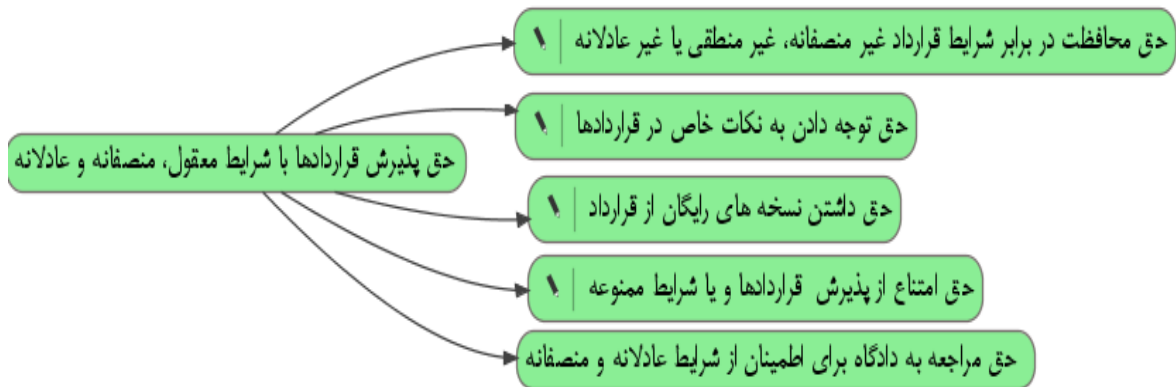 حق پذیرش قراردادها با شرایط معقول، منصفانه و عادلانه
حق محافظت در برابر شرایط قرارداد غیر منصفانه، غیر منطقی یا غیر عادلانه
حق توجه دادن به نکات خاص در قراردادها
حق داشتن نسخه های رایگان از قرارداد
حق امتناع از پذیرش قراردادها و یا شرایط ممنوعه
حق مراجعه به دادگاه برای اطمینان از شرایط عادلانه و منصفانه